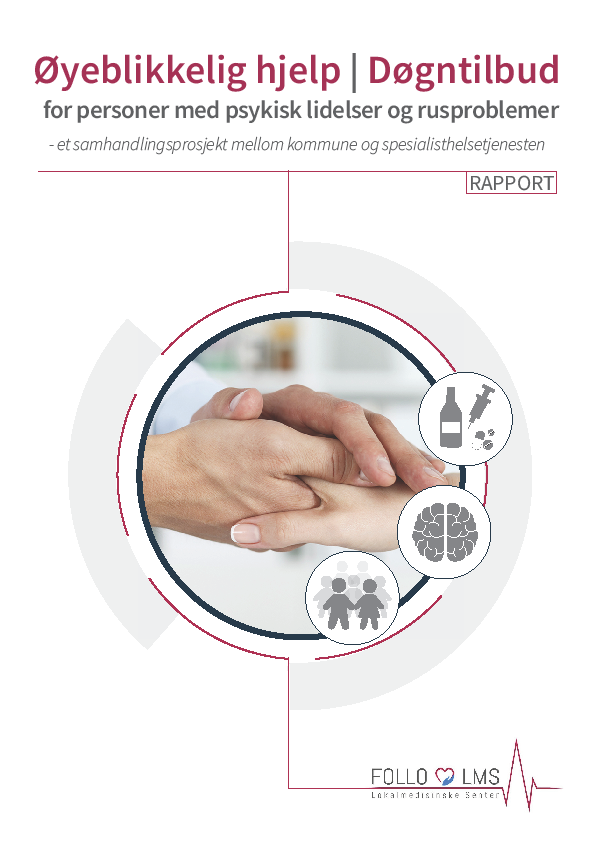 Øyeblikkelig hjelp | Døgntilbud
for personer med psykisk lidelser og rusproblemer
- et samhandlingsprosjekt mellom kommune og spesialisthelsetjenesten
RAPPORT
FOLLO LMS
Lokalmedisinske Senter